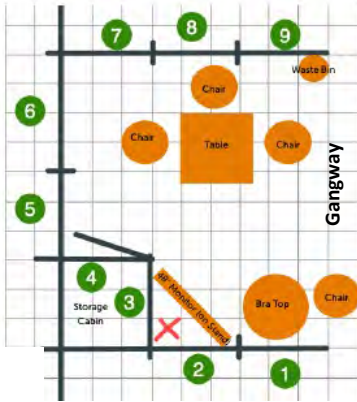 7
8
9
Waste Bin
Chair
6
Chair
Table
Chair
Gangway
5
4
3
Storage
Cabin
48" Monitor (on Stand)
Bra Top
Chair
2
1